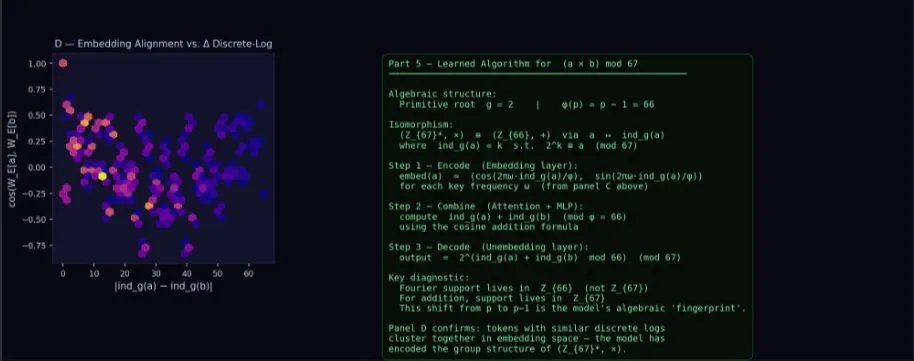 D — Embedding Alignment vs. Δ Discrete-Log
1.00
0.75
0.50
0.25
0.00
−0.25
−0.50
−0.75
cos(W_E[a], W_E[b])
0 10 20 30 40 50 60
|ind_g(a) − ind_g(b)|
Part 5 — Learned Algorithm for (a × b) mod 67
Algebraic structure:
Primitive root g = 2 | φ(p) = p − 1 = 66
Isomorphism:
(Z_{67}*, ×) ≅ (Z_{66}, +) via a ↔ ind_g(a)
where ind_g(a) = k s.t. 2^k ≡ a (mod 67)
Step 1 — Encode (Embedding layer):
embed(a) ≈ (cos(2πω·ind_g(a)/φ), sin(2πω·ind_g(a)/φ))
for each key frequency ω (from panel C above)
Step 2 — Combine (Attention + MLP):
compute ind_g(a) + ind_g(b) (mod φ = 66)
using the cosine addition formula
Step 3 — Decode (Unembedding layer):
output = 2^(ind_g(a) + ind_g(b) mod 66) (mod 67)
Key diagnostic:
Fourier support lives in Z_{66} (not Z_{67})
For addition, support lives in Z_{67}
This shift from p to p−1 is the model's algebraic 'fingerprint'.
Panel D confirms: tokens with similar discrete logs
cluster together in embedding space — the model has
encoded the group structure of (Z_{67}*, ×).